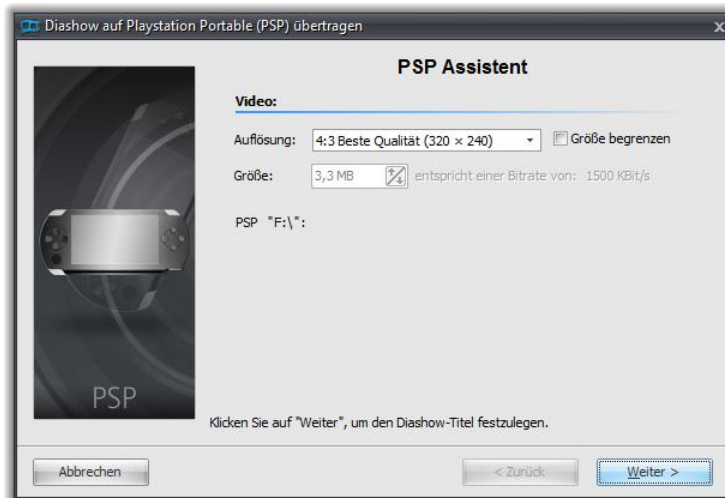 Diashow auf Playstation Portable (PSP) übertragen
PSP Assistent
Video:
Auflösung: 4:3 Beste Qualität (320 × 240) Größe begrenzen
Größe: 3,3 MB entspricht einer Bitrate von: 1500 KBit/s
PSP "F:\":
PSP
Klicken Sie auf "Weiter", um den Diashow-Titel festzulegen.
Abbrechen < Zurück Weiter >